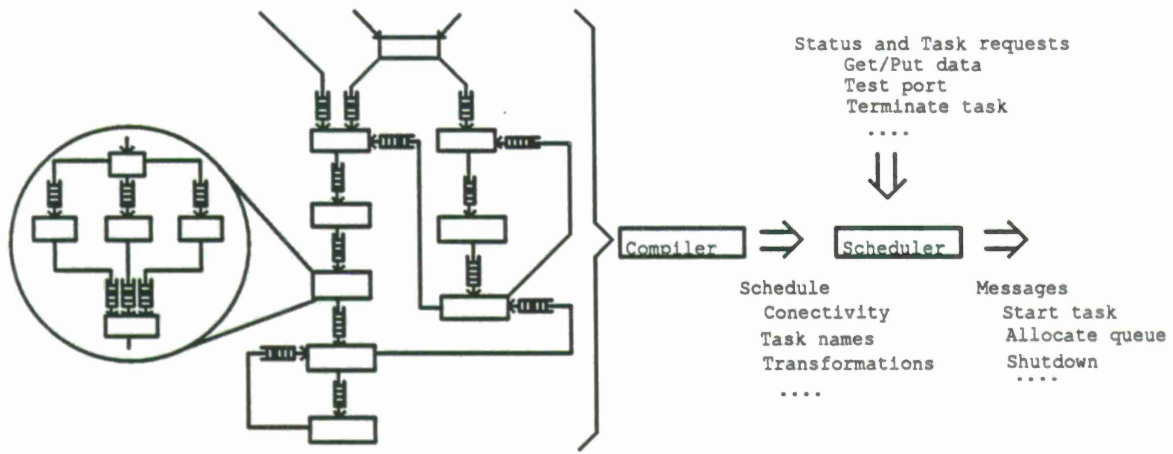 Status and Task requests
Get/Put data
Test port
Terminate task
....
Compiler
Scheduler
Schedule
Conectivity
Task names
Transformations
....
Messages
Start task
Allocate queue
Shutdown
....